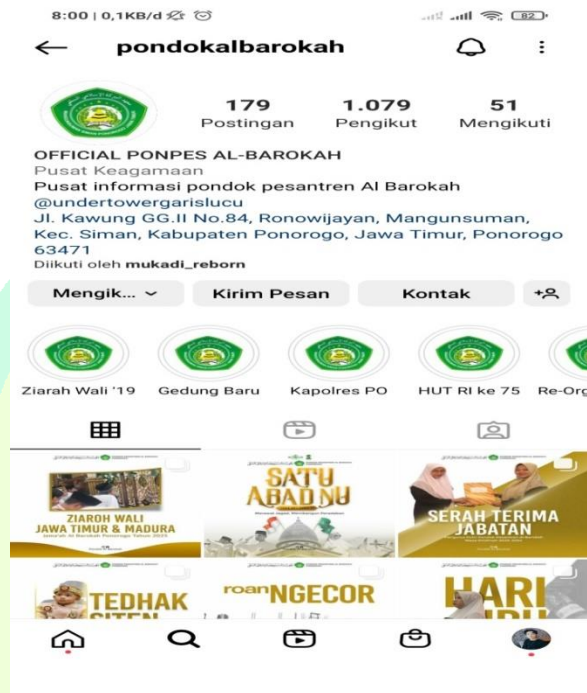 8:00 | 0,1KB/d
82
pondokalbarokah
179 1.079 51
Postingan Pengikut Mengikuti
OFFICIAL PONPES AL-BAROKAH
Pusat Keagamaan
Pusat informasi pondok pesantren Al Barokah
@undertowergarislucu
Jl. Kawung GG.II No.84, Ronowijayan, Mangunsuman,
Kec. Siman, Kabupaten Ponorogo, Jawa Timur, Ponorogo
63471
Diikuti oleh mukadi_reborn
Mengik... Kirim Pesan Kontak
Ziarah Wali '19 Gedung Baru Kapolres PO HUT RI ke 75 Re-Org
ZIAROH WALI
JAWA TIMUR & MADURA
SATU
ABAD NU
SERAH TERIMA
JABATAN
TEDHAK
SITEN
roan NGECOR
HARI